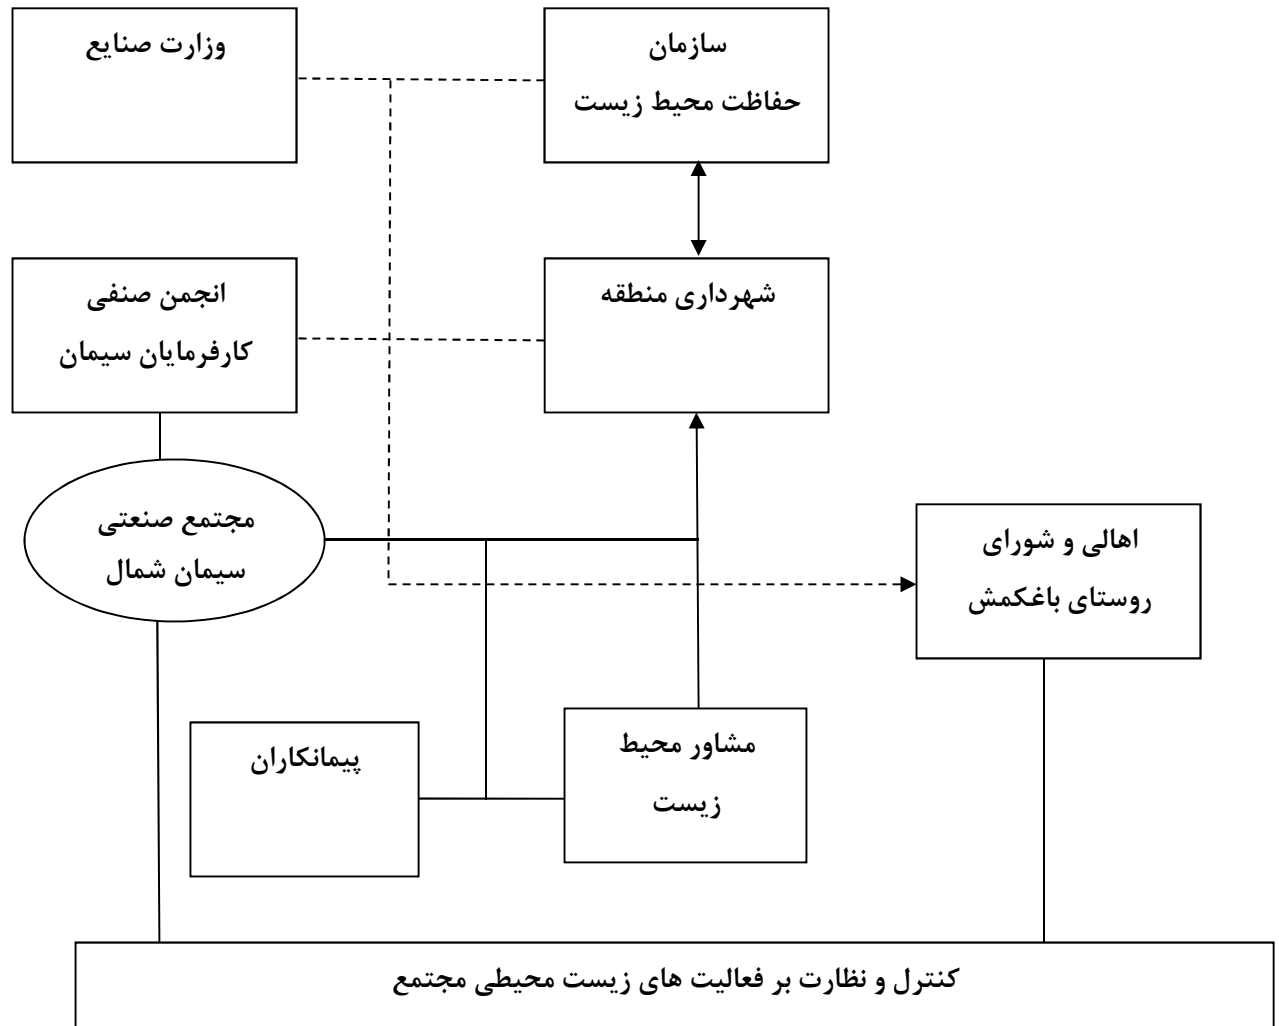 سازمان
حفاظت محیط زیست
وزارت صنایع
شهرداری منطقه
انجمن صنفی
کارفرمایان سیمان
مجتمع صنعتی
سیمان شمال
اهالی و شورای
روستای باغکمش
مشاور محیط
زیست
پیمانکاران
کنترل و نظارت بر فعالیت های زیست محیطی مجتمع